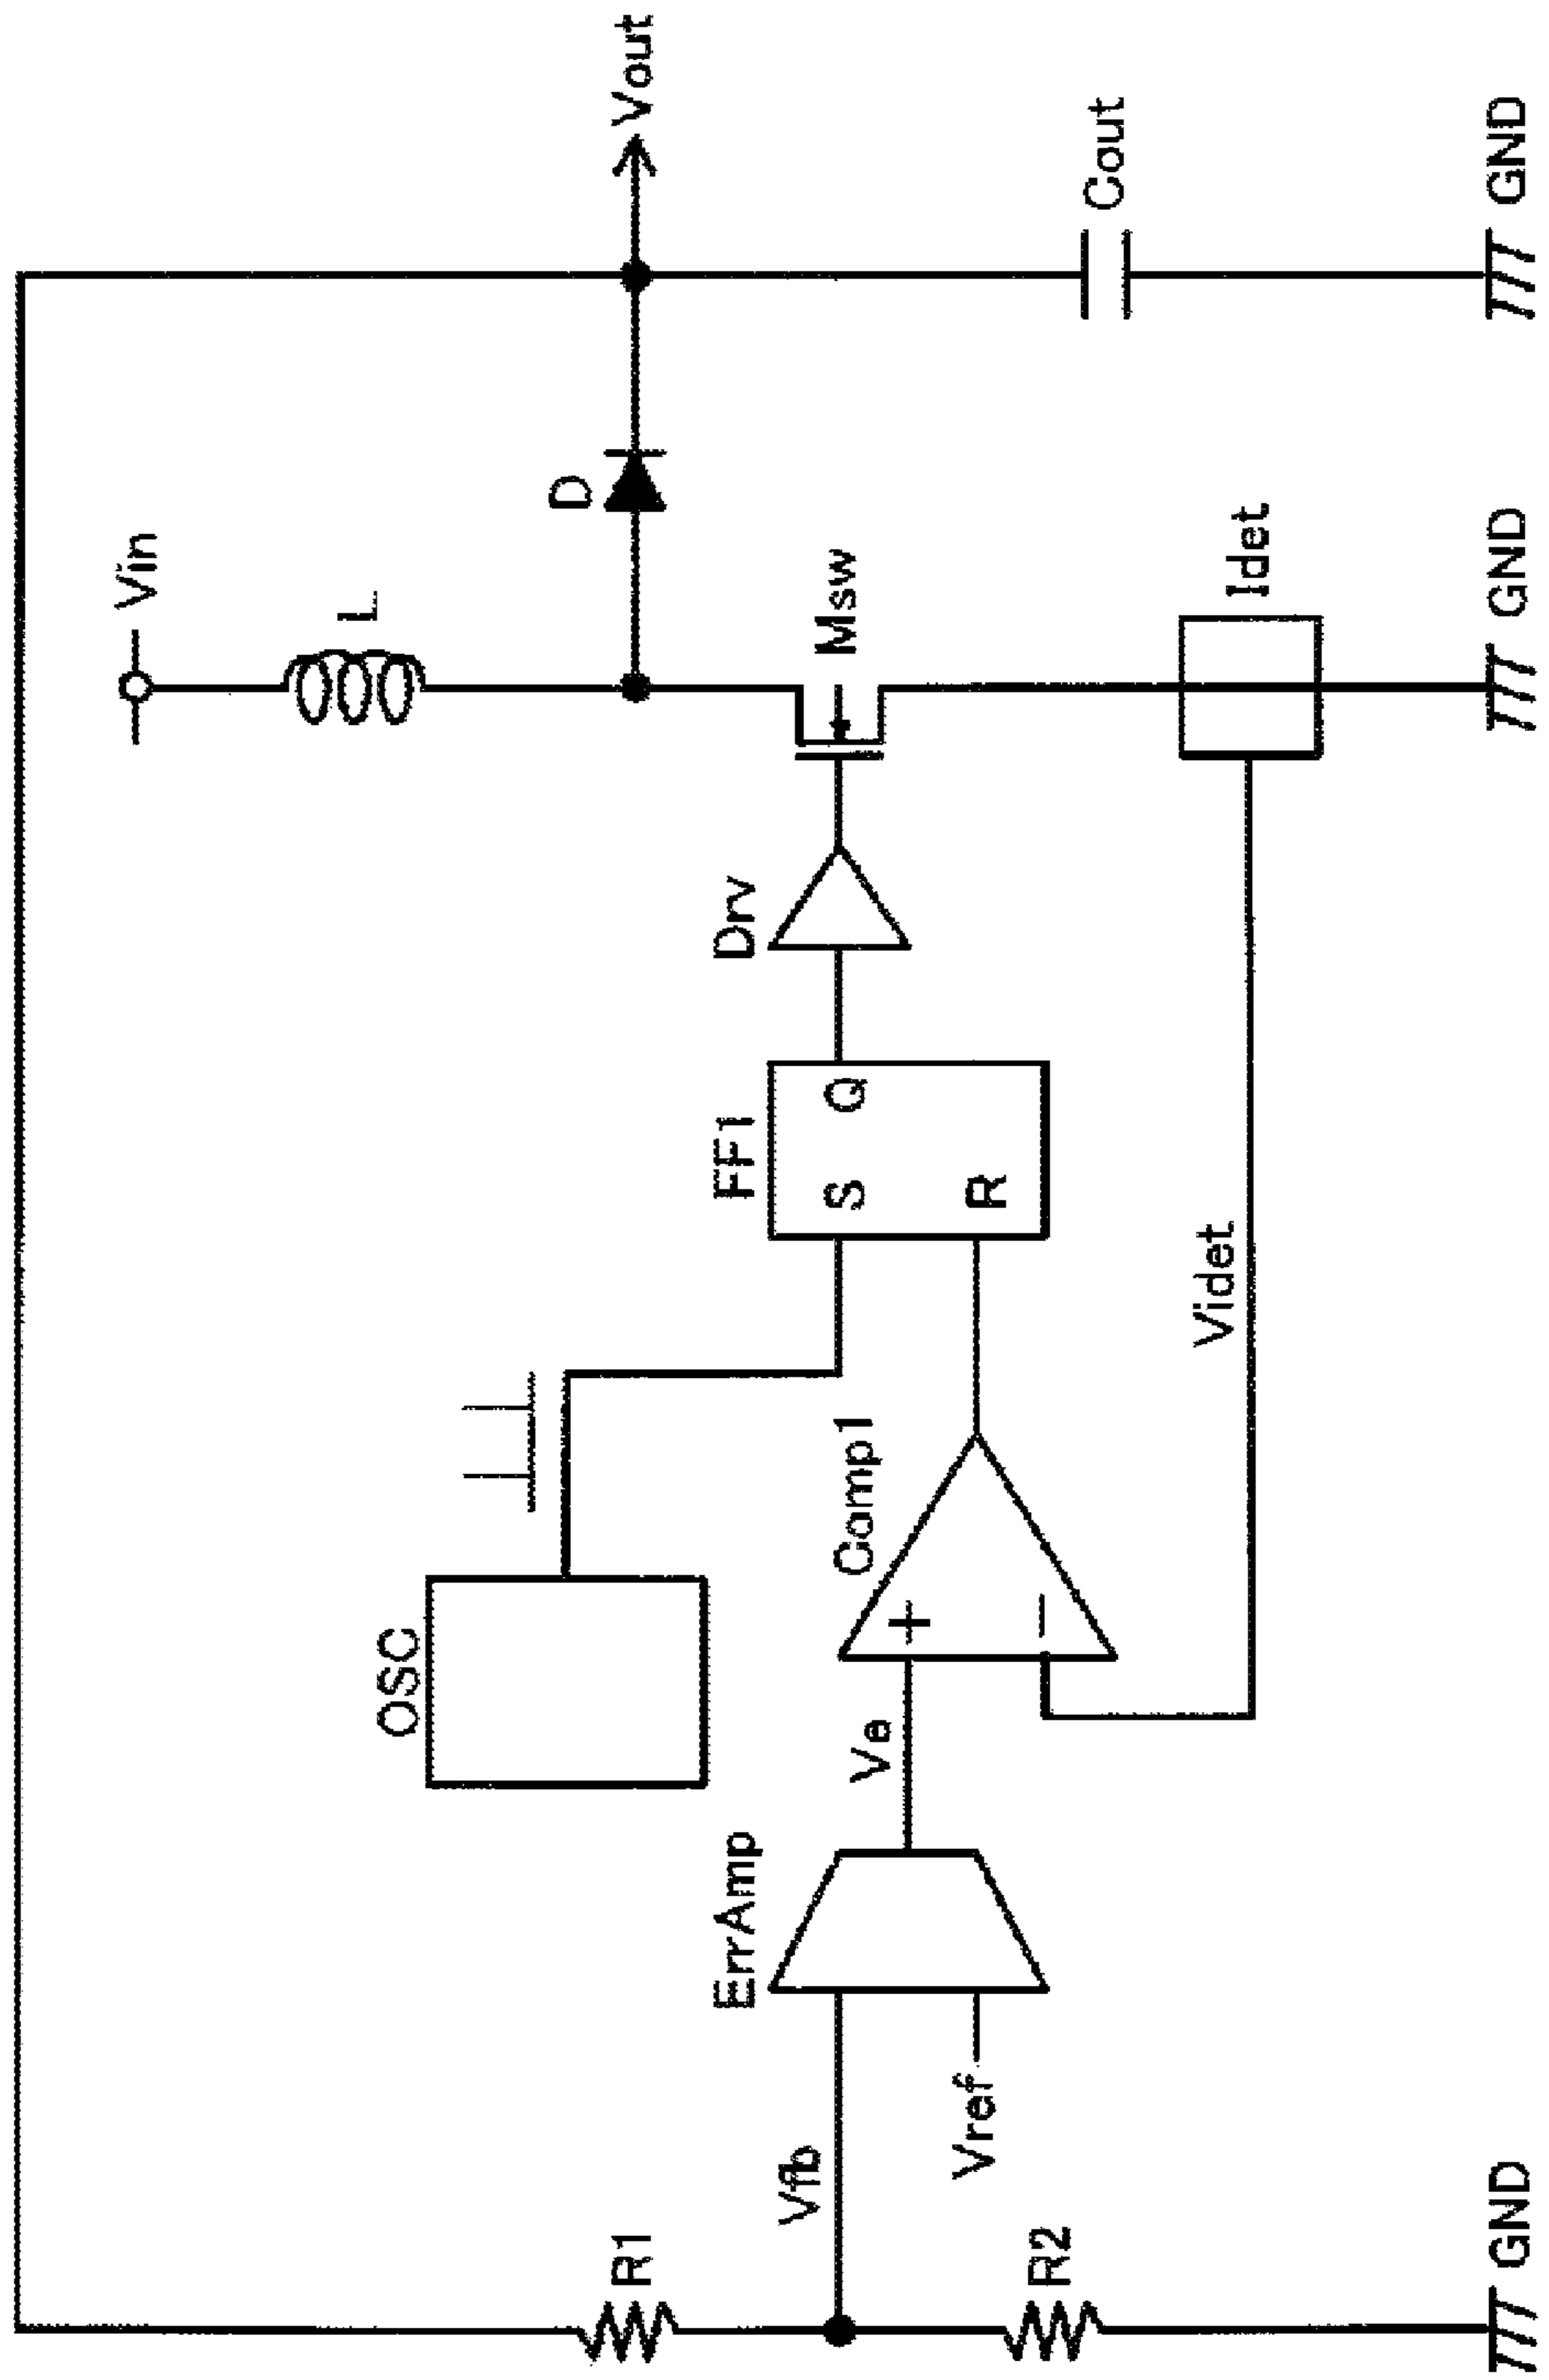 Vin
L
D
Vout
OSC
FF1
S
Q
R
Drv
Msw
Cout
ErrAmp
Vfb
Vref
Ve
Comp1
+
−
Videt
Idet
R1
R2
GND
GND
GND